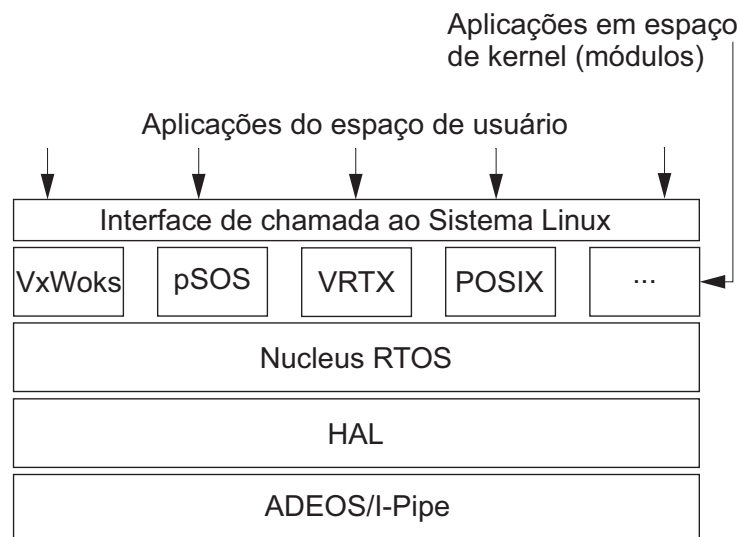 Aplicações em espaço
de kernel (módulos)
Aplicações do espaço de usuário
Interface de chamada ao Sistema Linux
VxWoks
pSOS
VRTX
POSIX
...
Nucleus RTOS
HAL
ADEOS/I-Pipe